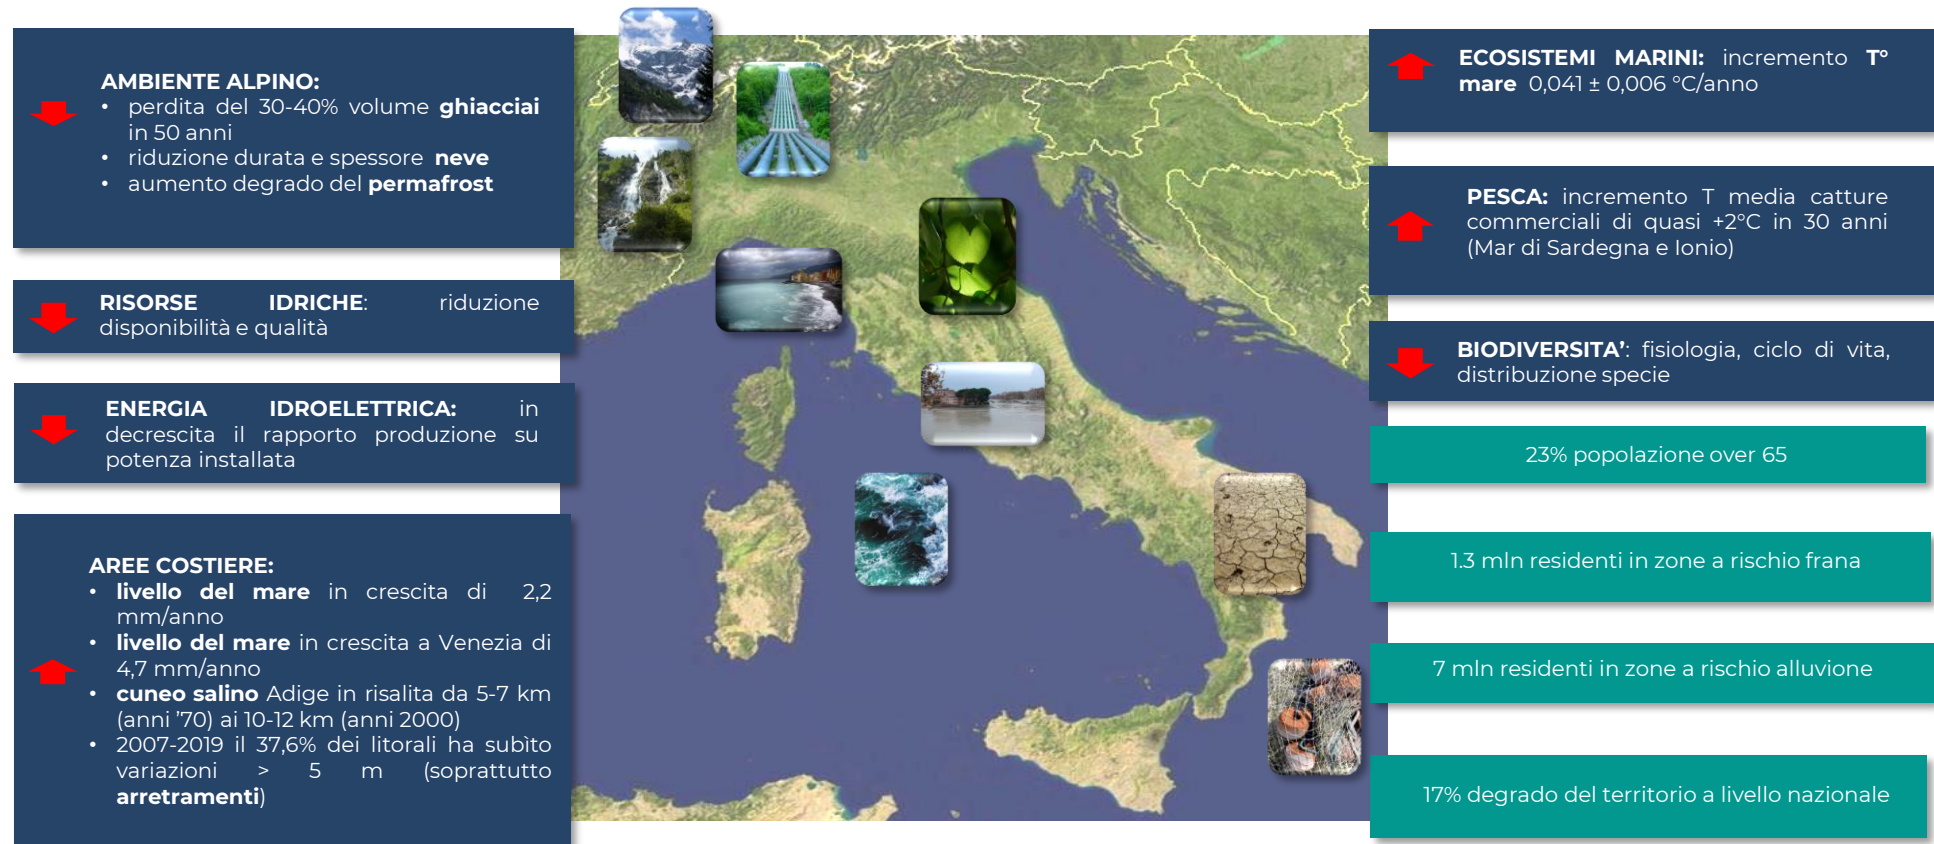 AMBIENTE ALPINO:
• perdita del 30-40% volume ghiacciai
in 50 anni
• riduzione durata e spessore neve
• aumento degrado del permafrost
RISORSE IDRICHE: riduzione
disponibilità e qualità
ENERGIA IDROELETTRICA: in
decrescita il rapporto produzione su
potenza installata
AREE COSTIERE:
• livello del mare in crescita di 2,2
mm/anno
• livello del mare in crescita a Venezia di
4,7 mm/anno
• cuneo salino Adige in risalita da 5-7 km
(anni ’70) ai 10-12 km (anni 2000)
• 2007-2019 il 37,6% dei litorali ha subìto
variazioni > 5 m (soprattutto
arretramenti)
ECOSISTEMI MARINI: incremento T°
mare 0,041 ± 0,006 °C/anno
PESCA: incremento T media catture
commerciali di quasi +2°C in 30 anni
(Mar di Sardegna e Ionio)
BIODIVERSITA’: fisiologia, ciclo di vita,
distribuzione specie
23% popolazione over 65
1.3 mln residenti in zone a rischio frana
7 mln residenti in zone a rischio alluvione
17% degrado del territorio a livello nazionale